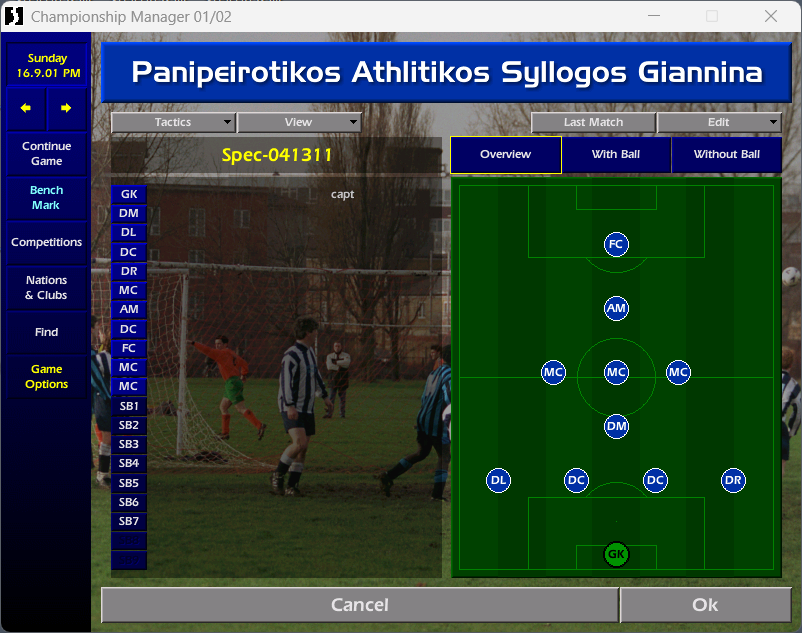 Championship Manager 01/02
Sunday
16.9.01 PM
Continue
Game
Bench
Mark
Competitions
Nations
& Clubs
Find
Game
Options
Panipeirotikos Athlitikos Syllogos Giannina
Tactics
View
Last Match
Edit
Spec-041311
Overview
With Ball
Without Ball
GK capt
DM
DL
DC
DR
MC
AM
DC
FC
MC
MC
SB1
SB2
SB3
SB4
SB5
SB6
SB7
FC
AM
MC MC MC
DM
DL DC DC DR
GK
Cancel
Ok